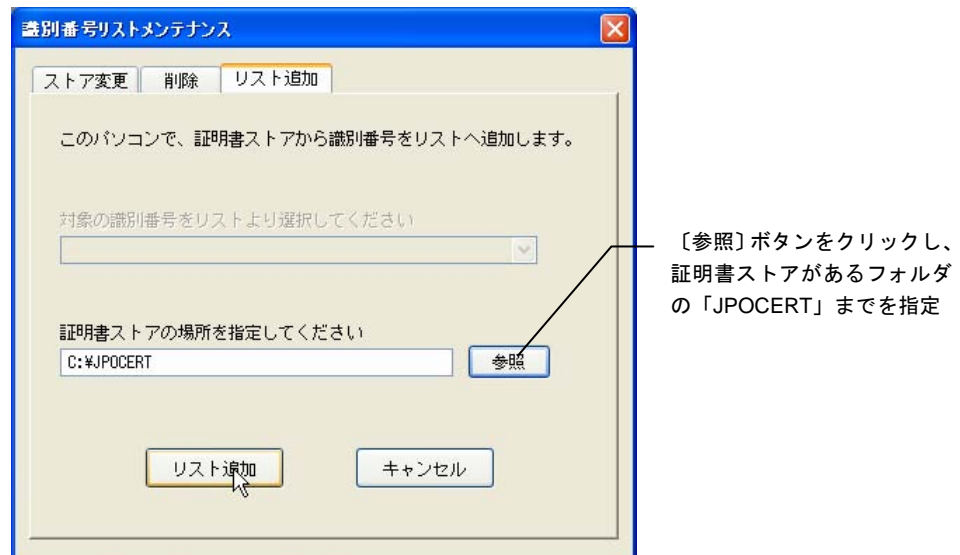 識別番号リストメンテナンス
ストア変更 削除 リスト追加
このパソコンで、証明書ストアから識別番号をリストへ追加します。
対象の識別番号をリストより選択してください
証明書ストアの場所を指定してください
C:¥JPOCERT 参照
リスト追加 キャンセル
〔参照〕ボタンをクリックし、
証明書ストアがあるフォルダ
の「JPOCERT」までを指定